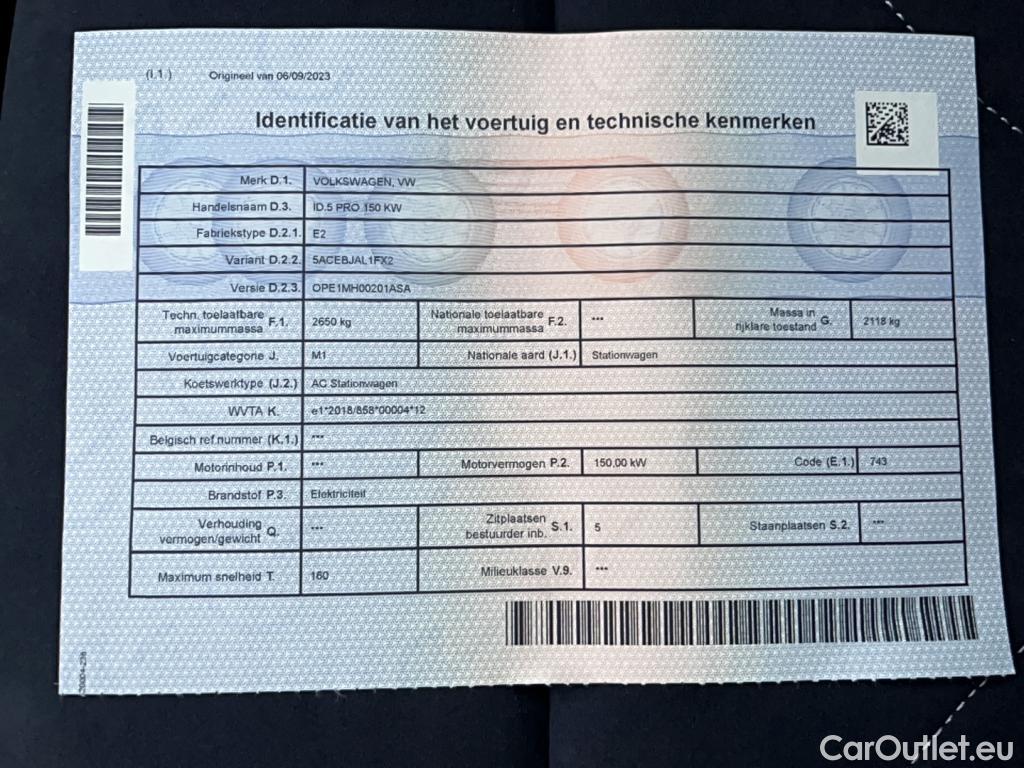 (I.1.) Origineel van 06/09/2023
Identificatie van het voertuig en technische kenmerken
Merk D.1. VOLKSWAGEN, VW
Handelsnaam D.3. ID.5 PRO 150 KW
Fabriekstype D.2.1. E2
Variant D.2.2. 5ACEBJAL1FX2
Versie D.2.3. OPE1MH00201ASA
Techn. toelaatbare maximummassa F.1. 2650 kg Nationale toelaatbare maximummassa F.2. *** Massa in rijklare toestand G. 2118 kg
Voertuigcategorie J. M1 Nationale aard (J.1.) Stationwagen
Koetswerktype (J.2.) AC Stationwagen
WVTA K. e1*2018/858*00004*12
Belgisch ref.nummer (K.1.) ***
Motorinhoud P.1. *** Motorvermogen P.2. 150,00 kW Code (E.1.) 743
Brandstof P.3. Elektriciteit
Verhouding vermogen/gewicht Q. *** Zitplaatsen bestuurder inb. S.1. 5 Staanplaatsen S.2. ***
Maximum snelheid T. 160 Milieuklasse V.9. ***
CarOutlet.eu